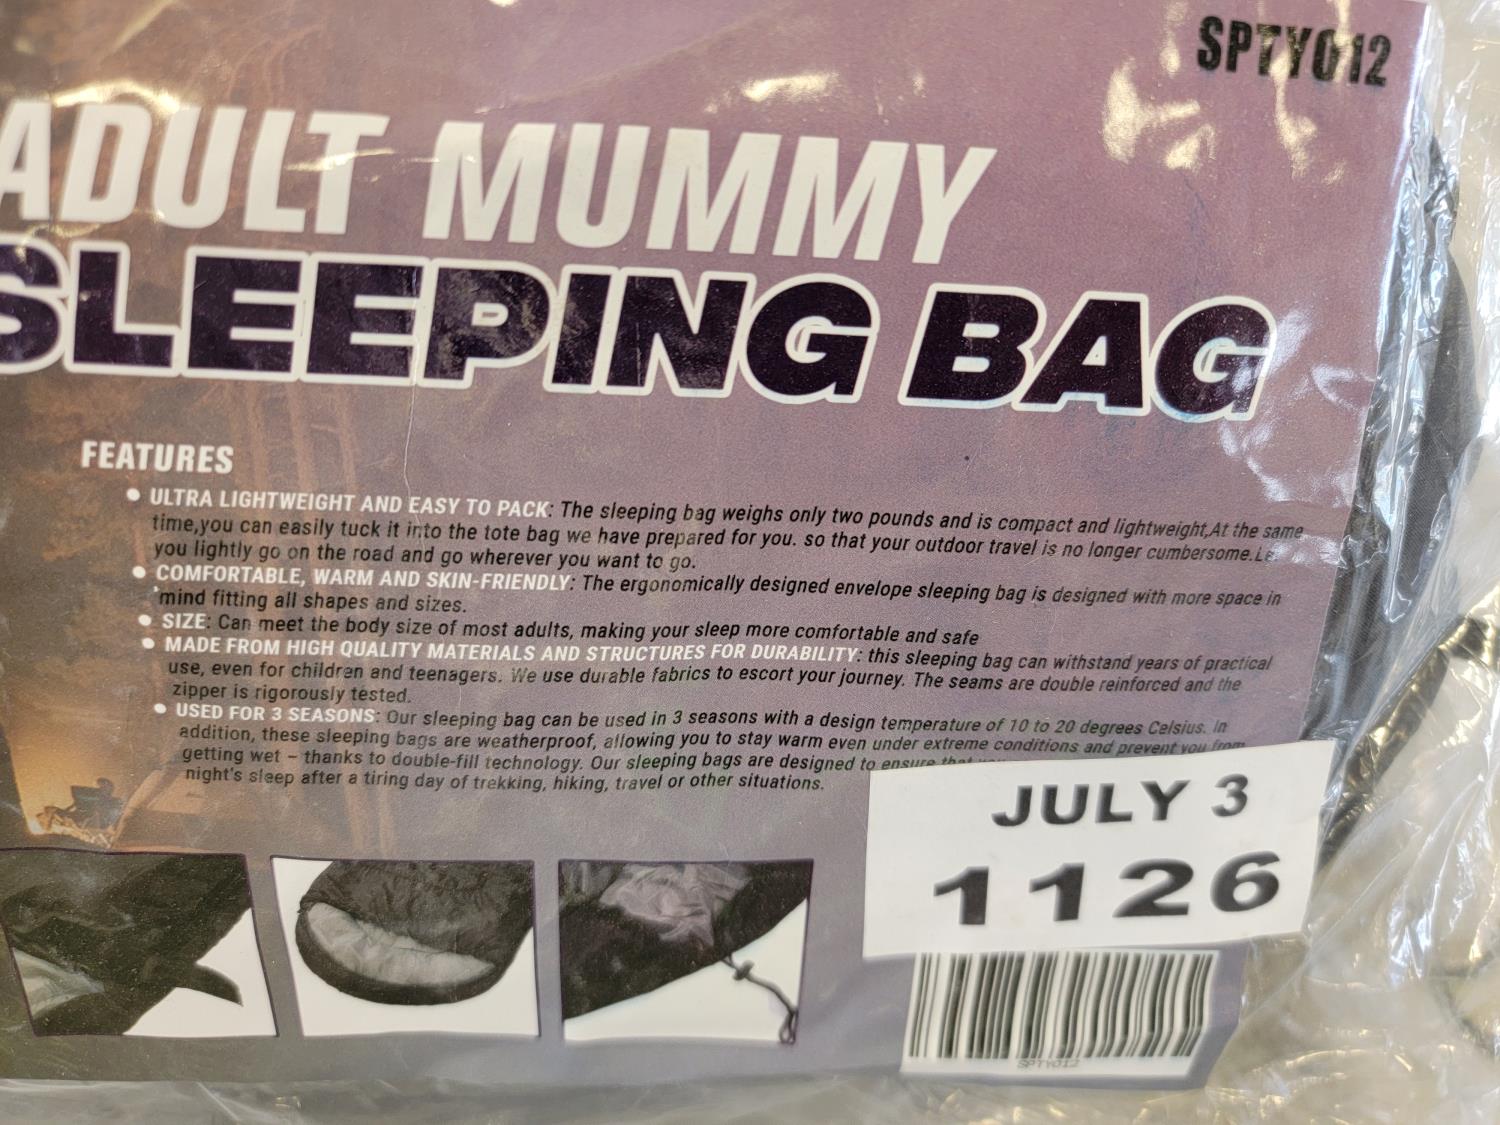 SPTY012
ADULT MUMMY
SLEEPING BAG
FEATURES
• ULTRA LIGHTWEIGHT AND EASY TO PACK: The sleeping bag weighs only two pounds and is compact and lightweight,At the same
time,you can easily tuck it into the tote bag we have prepared for you. so that your outdoor travel is no longer cumbersome.Le
you lightly go on the road and go wherever you want to go.
• COMFORTABLE, WARM AND SKIN-FRIENDLY: The ergonomically designed envelope sleeping bag is designed with more space in
mind fitting all shapes and sizes.
• SIZE: Can meet the body size of most adults, making your sleep more comfortable and safe
• MADE FROM HIGH QUALITY MATERIALS AND STRUCTURES FOR DURABILITY: this sleeping bag can withstand years of practical
use, even for children and teenagers. We use durable fabrics to escort your journey. The seams are double reinforced and the
zipper is rigorously tested.
• USED FOR 3 SEASONS: Our sleeping bag can be used in 3 seasons with a design temperature of 10 to 20 degrees Celsius. In
addition, these sleeping bags are weatherproof, allowing you to stay warm even under extreme conditions and prevent you from
getting wet – thanks to double-fill technology. Our sleeping bags are designed to ensure that
night's sleep after a tiring day of trekking, hiking, travel or other situations.
JULY 3
1126
SPTY012